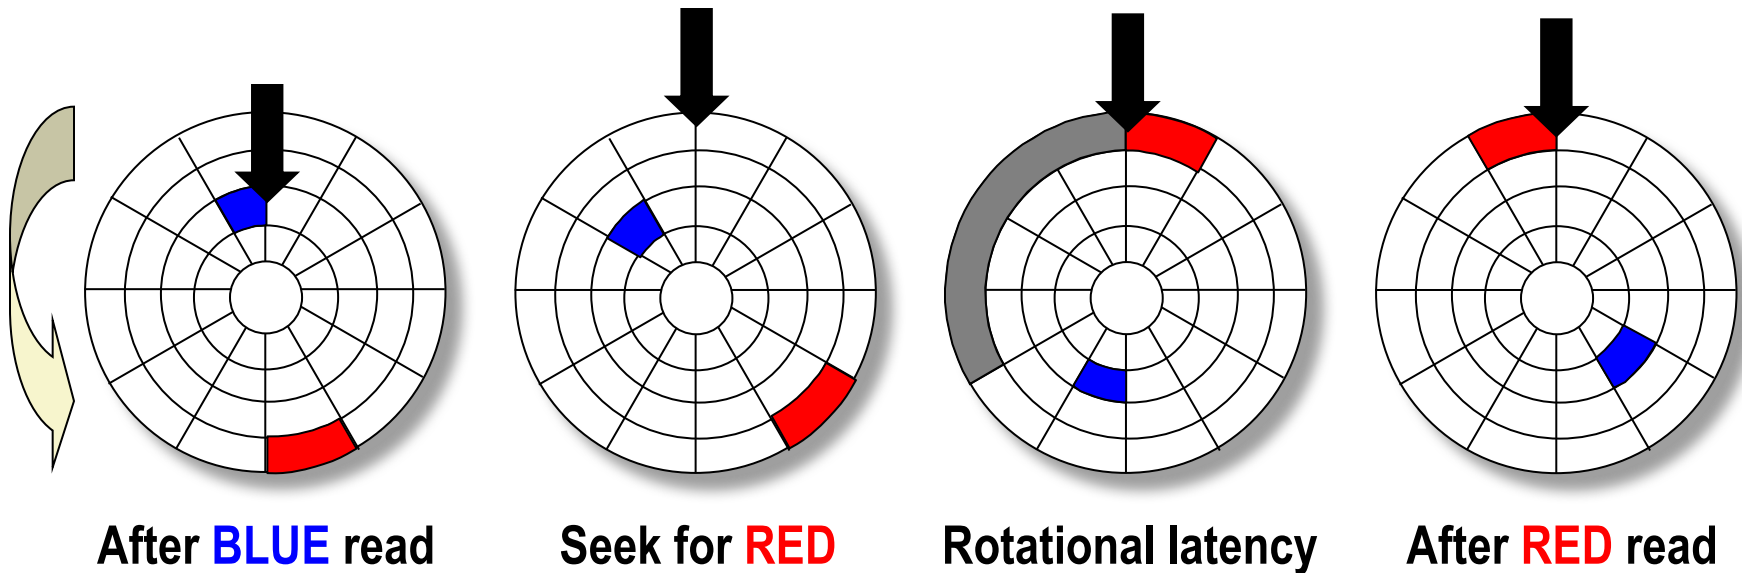 After BLUE read
Seek for RED
Rotational latency
After RED read